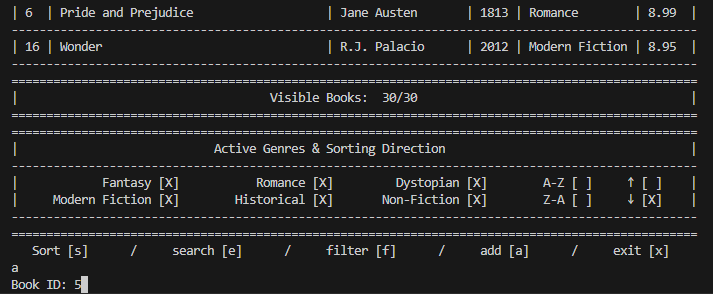 | 6 | Pride and Prejudice | Jane Austen | 1813 | Romance | 8.99 |
| 16 | Wonder | R.J. Palacio | 2012 | Modern Fiction | 8.95 |
| Visible Books: 30/30 |
| Active Genres & Sorting Direction |
| Fantasy [X] Romance [X] Dystopian [X] A-Z [ ] ↑ [ ] |
| Modern Fiction [X] Historical [X] Non-Fiction [X] Z-A [ ] ↓ [X] |
Sort [s] / search [e] / filter [f] / add [a] / exit [x]
a
Book ID: 5